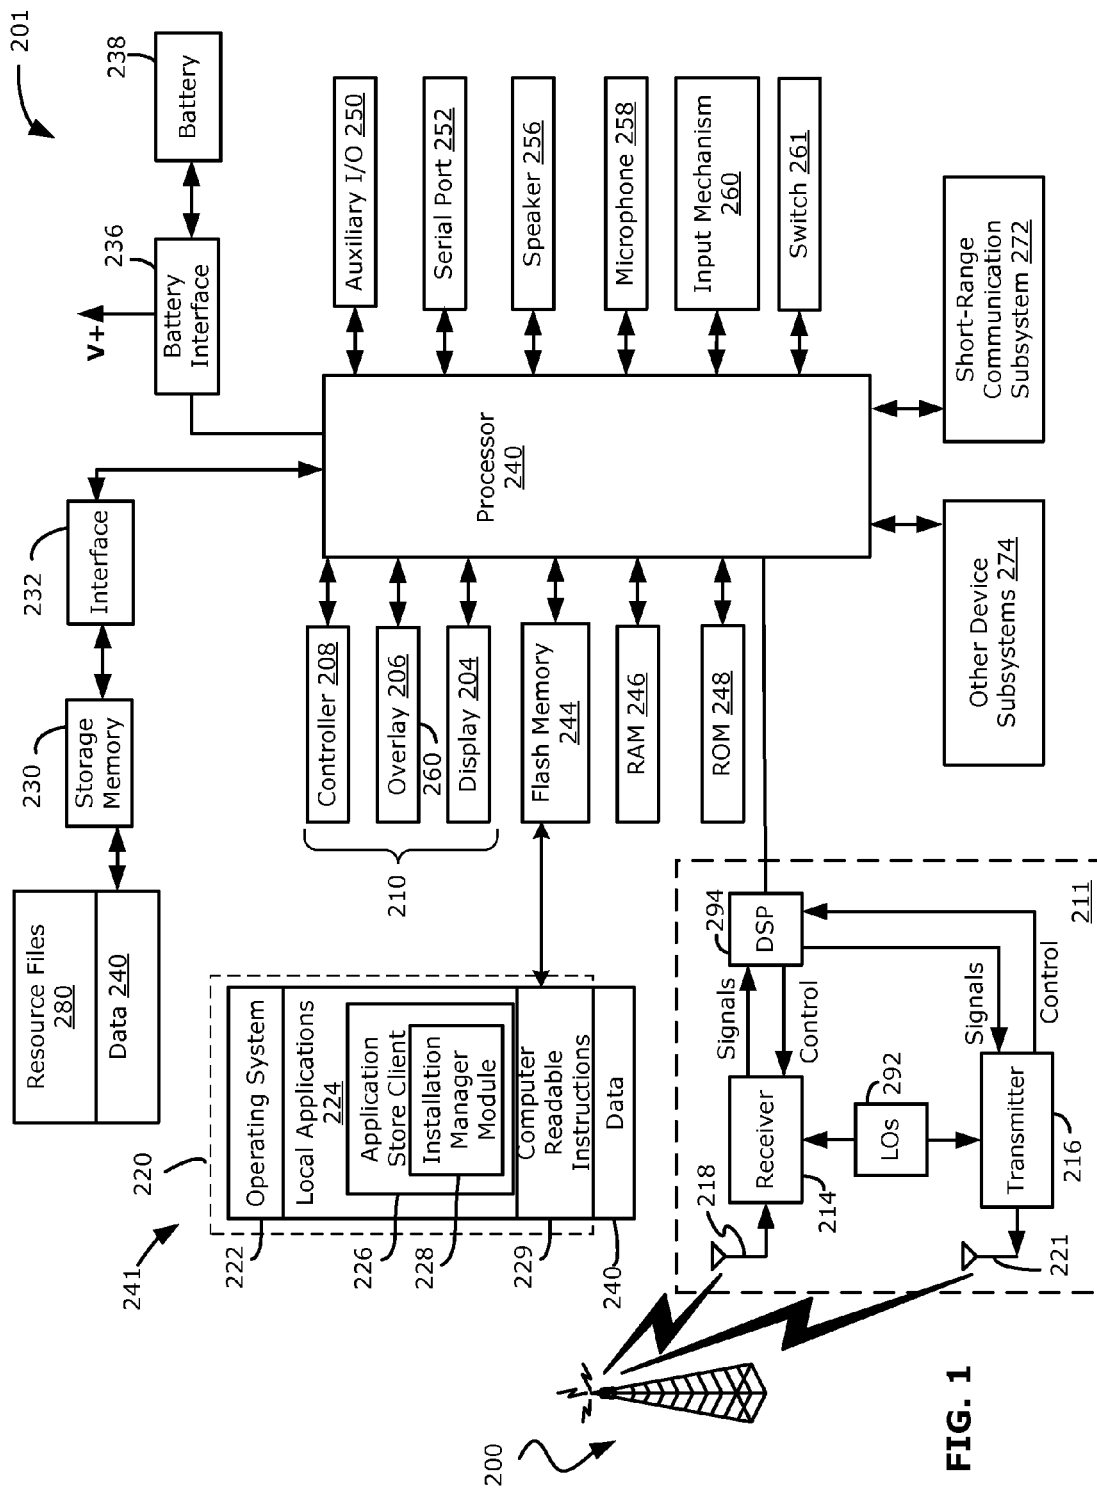 201
238
Battery
236
Battery
Interface
V+
232
Interface
230
Storage
Memory
Resource Files
280
Data 240
Auxiliary I/O 250
Serial Port 252
Speaker 256
Microphone 258
Input Mechanism
260
Switch 261
Processor
240
Short-Range
Communication
Subsystem 272
Other Device
Subsystems 274
Controller 208
Overlay 206
260
Display 204
210
Flash Memory
244
RAM 246
ROM 248
241
220
Operating System
222
Local Applications
224
Application
Store Client
226
Installation
Manager
Module
228
Computer
Readable
Instructions
229
Data
240
211
294
DSP
Signals
Control
Signals
Control
Receiver
214
218
LOs
292
Transmitter
216
221
200
FIG. 1